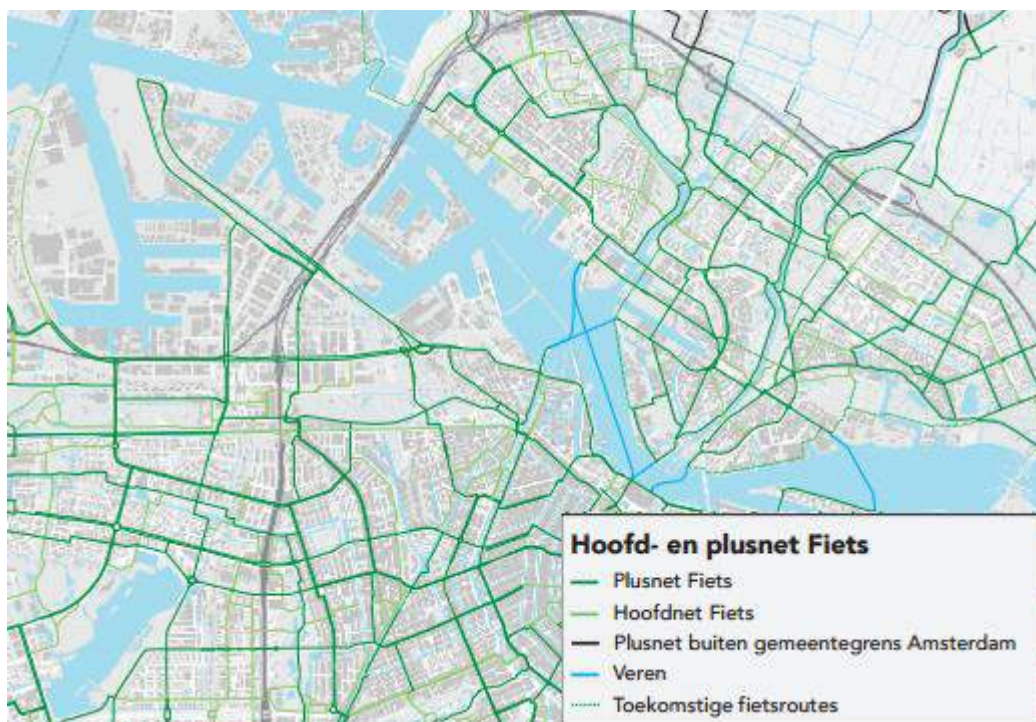 Hoofd- en plusnet Fiets
Plusnet Fiets
Hoofdnet Fiets
Plusnet buiten gemeentegrens Amsterdam
Veren
Toekomstige fietsroutes